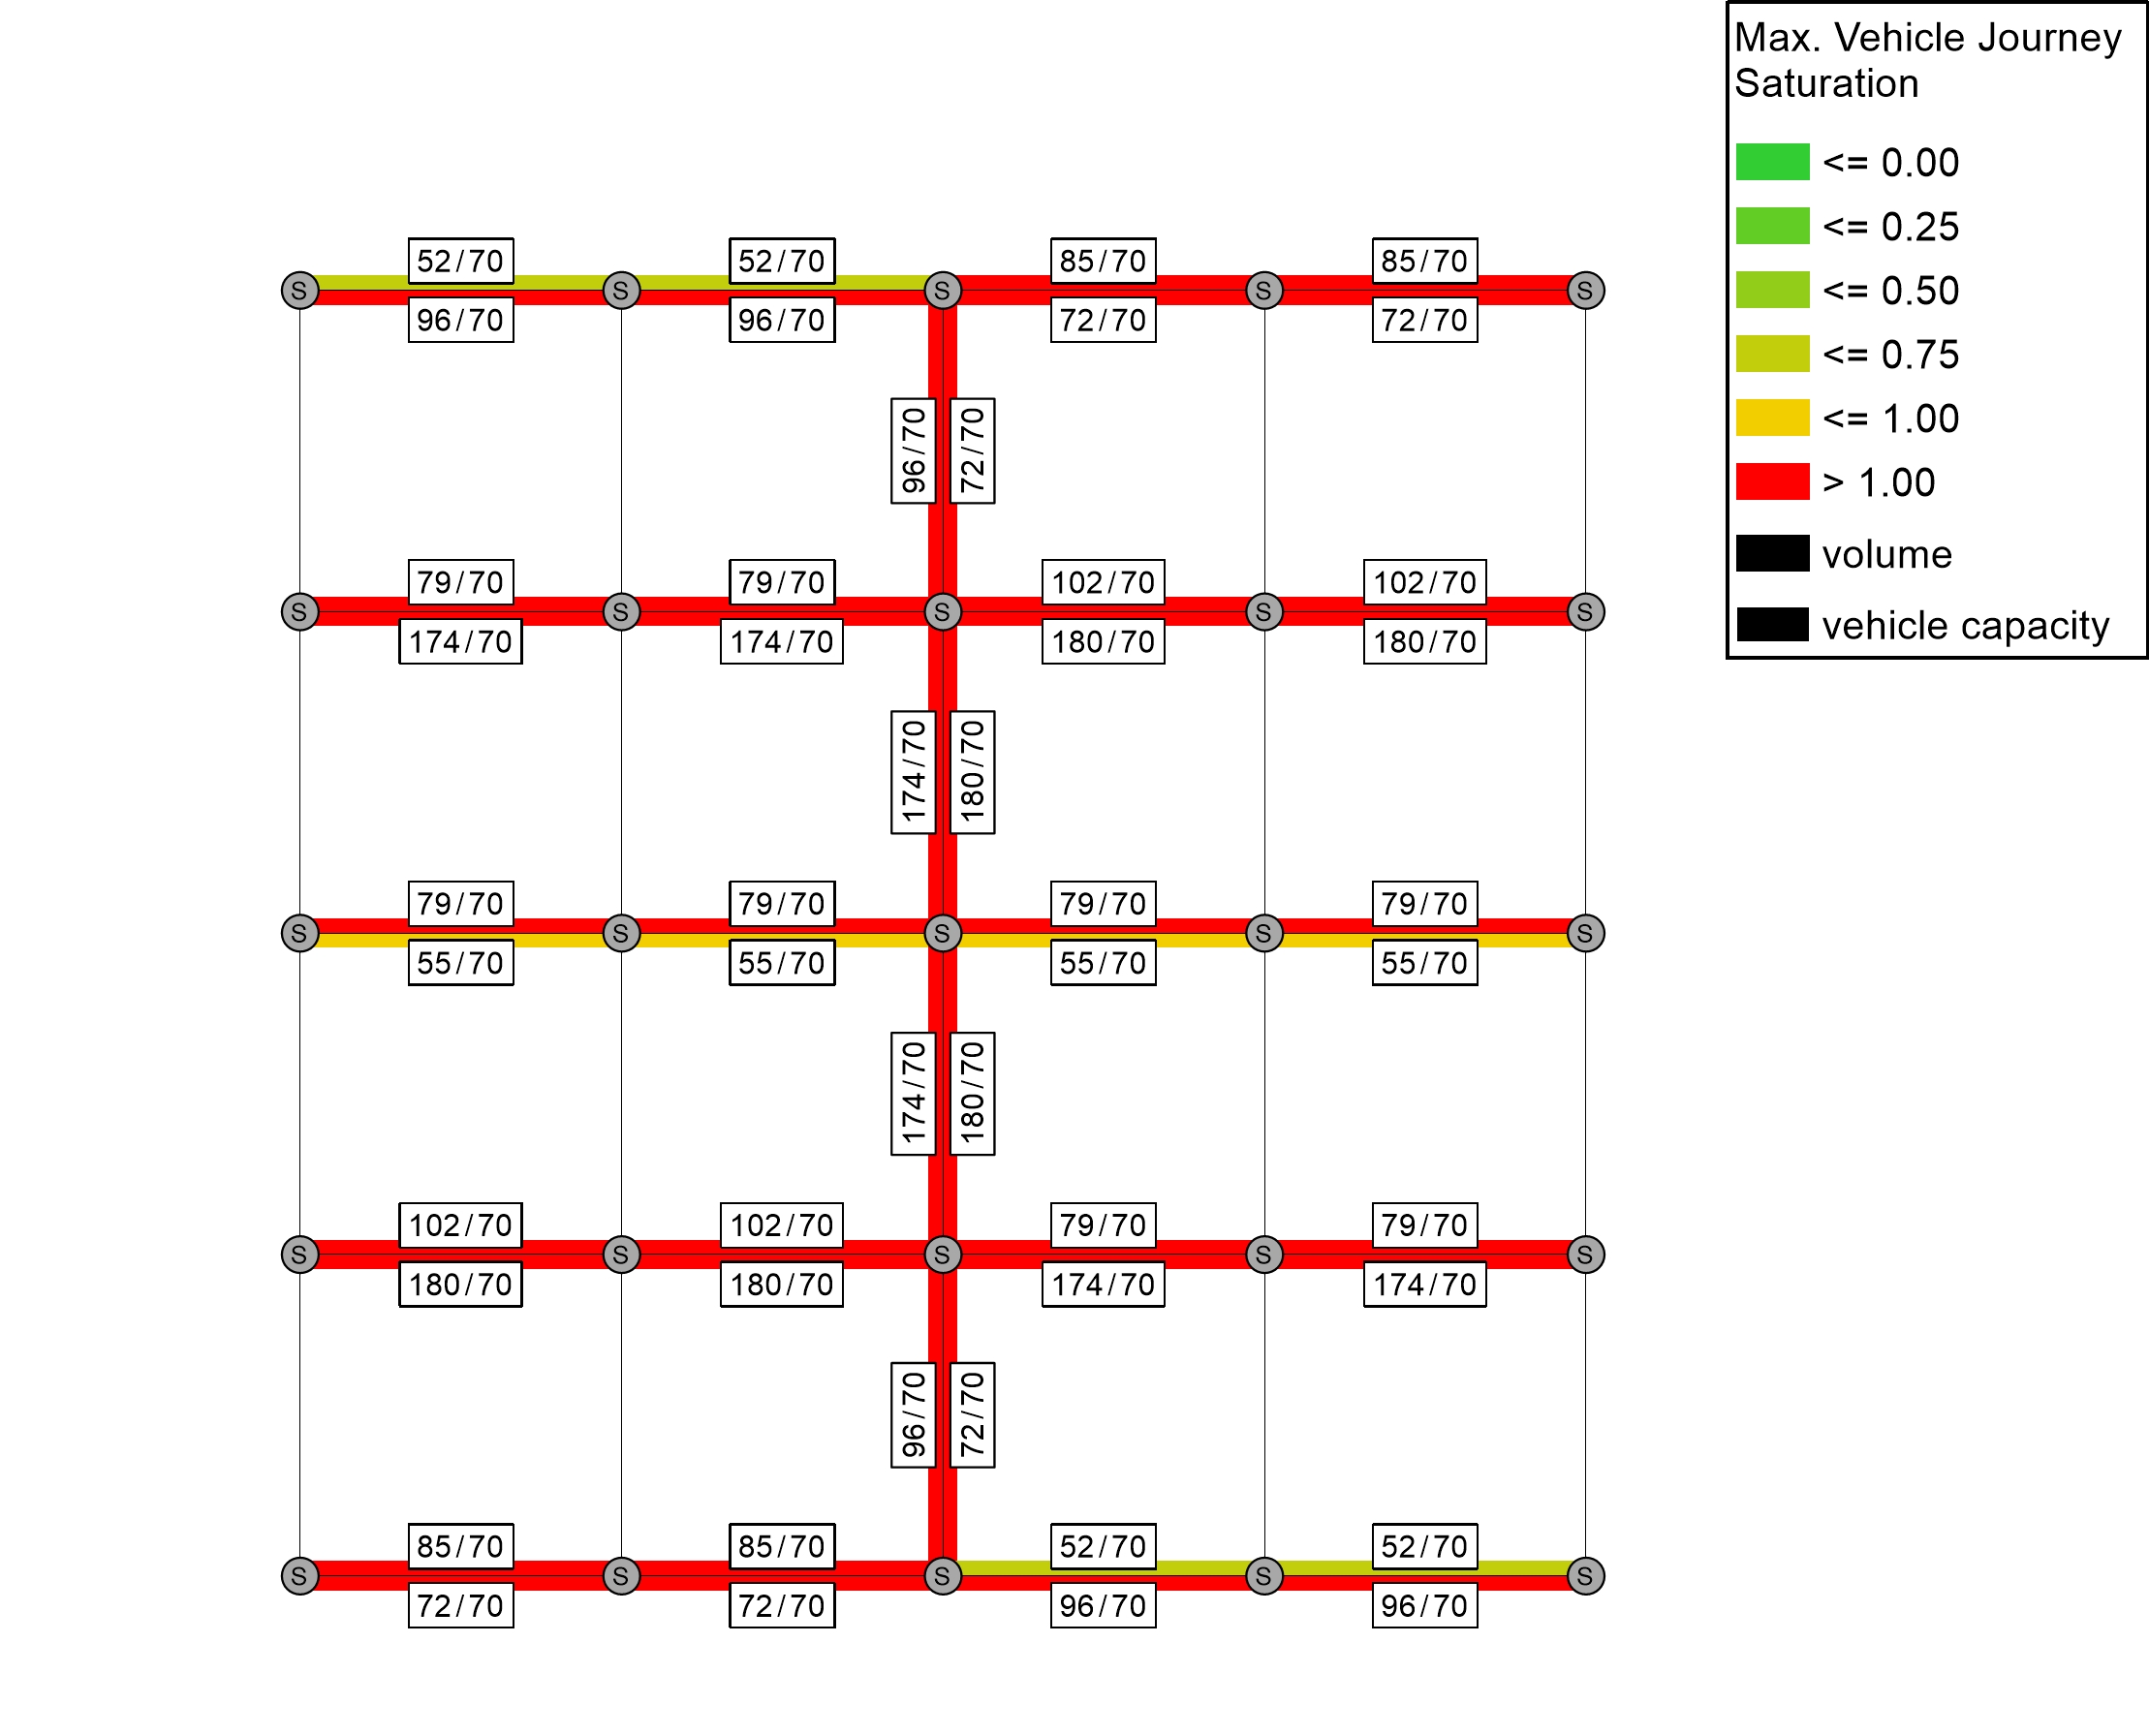 Max. Vehicle Journey
Saturation
<= 0.00
<= 0.25
<= 0.50
<= 0.75
<= 1.00
> 1.00
volume
vehicle capacity
52/70 52/70 85/70 85/70
S S S S S
96/70 96/70 72/70 72/70
96/70 72/70
79/70 79/70 102/70 102/70
S S S S S
174/70 174/70 180/70 180/70
174/70 180/70
79/70 79/70 79/70 79/70
S S S S S
55/70 55/70 55/70 55/70
174/70 180/70
102/70 102/70 79/70 79/70
S S S S S
180/70 180/70 174/70 174/70
96/70 72/70
85/70 85/70 52/70 52/70
S S S S S
72/70 72/70 96/70 96/70